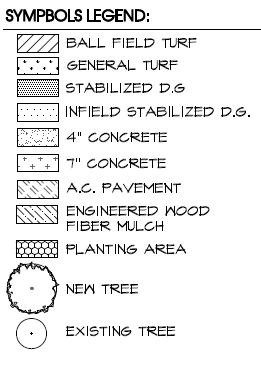 SYMPBOLS LEGEND:
BALL FIELD TURF
GENERAL TURF
STABILIZED D.G
INFIELD STABILIZED D.G.
4" CONCRETE
7" CONCRETE
A.C. PAVEMENT
ENGINEERED WOOD
FIBER MULCH
PLANTING AREA
NEW TREE
EXISTING TREE